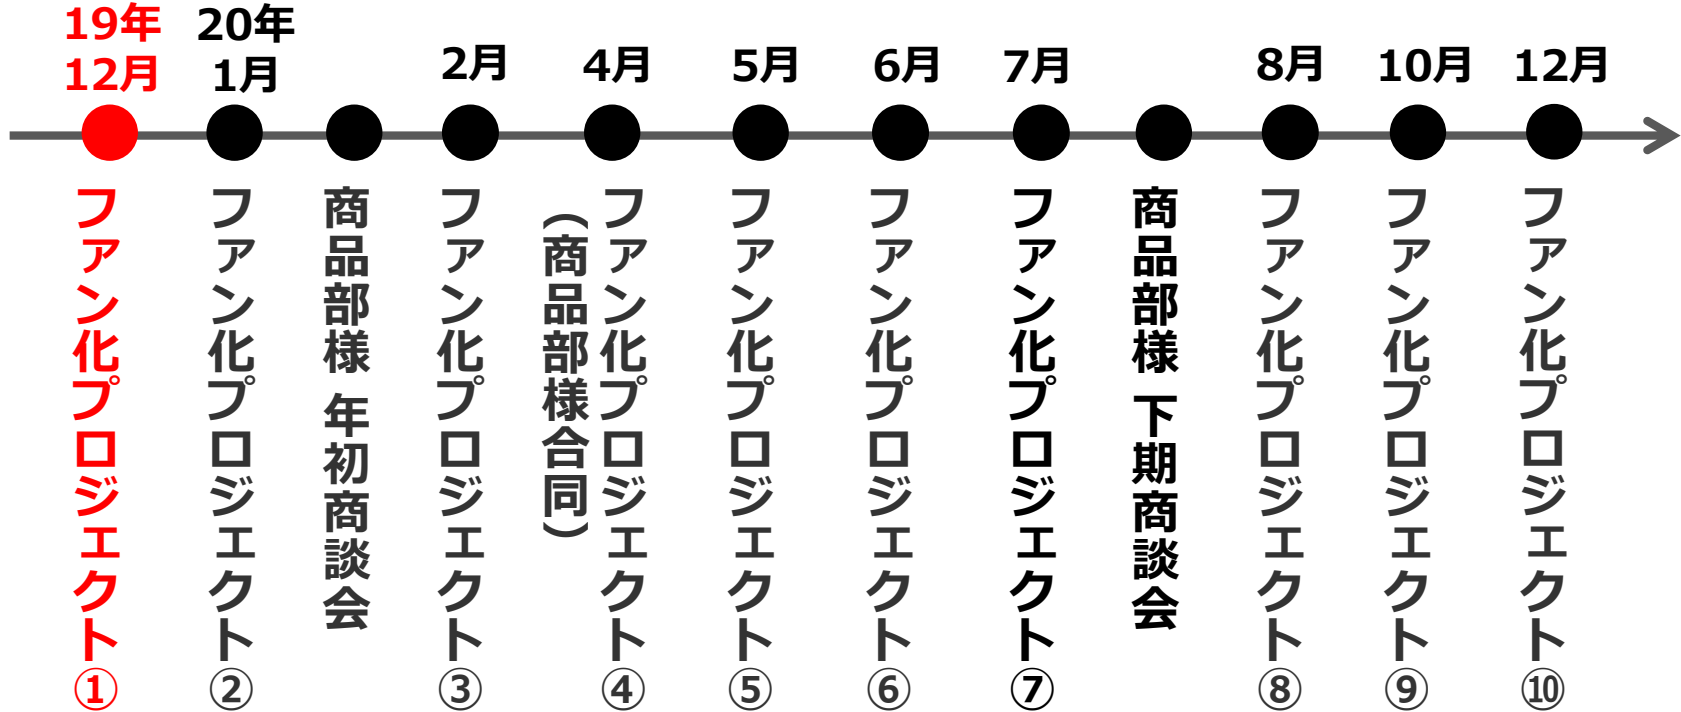 19年
12月
20年
1月
2月
4月
5月
6月
7月
8月
10月
12月
ファン化プロジェクト①
ファン化プロジェクト②
商品部様 年初商談会
ファン化プロジェクト③
ファン化プロジェクト④
(商品部様合同)
ファン化プロジェクト⑤
ファン化プロジェクト⑥
ファン化プロジェクト⑦
商品部様 下期商談会
ファン化プロジェクト⑧
ファン化プロジェクト⑨
ファン化プロジェクト⑩